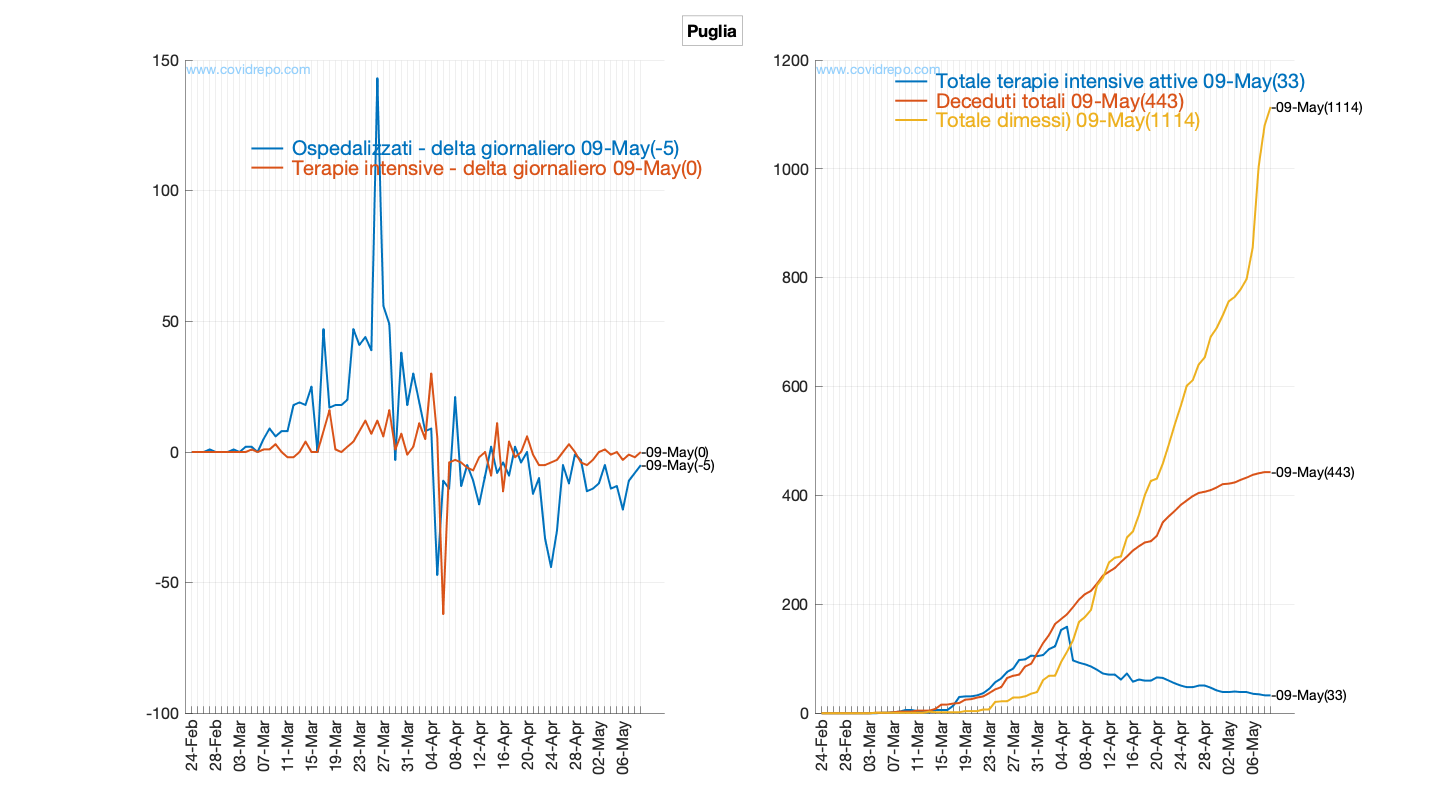 Puglia
www.covidrepo.com
Ospedalizzati - delta giornaliero 09-May(-5)
Terapie intensive - delta giornaliero 09-May(0)
150
100
50
0
-50
-100
-09-May(0)
-09-May(-5)
24-Feb
28-Feb
03-Mar
07-Mar
11-Mar
15-Mar
19-Mar
23-Mar
27-Mar
31-Mar
04-Apr
08-Apr
12-Apr
16-Apr
20-Apr
24-Apr
28-Apr
02-May
06-May
www.covidrepo.com
Totale terapie intensive attive 09-May(33)
Deceduti totali 09-May(443)
Totale dimessi) 09-May(1114)
1200
1000
800
600
400
200
0
-09-May(1114)
-09-May(443)
-09-May(33)
24-Feb
28-Feb
03-Mar
07-Mar
11-Mar
15-Mar
19-Mar
23-Mar
27-Mar
31-Mar
04-Apr
08-Apr
12-Apr
16-Apr
20-Apr
24-Apr
28-Apr
02-May
06-May